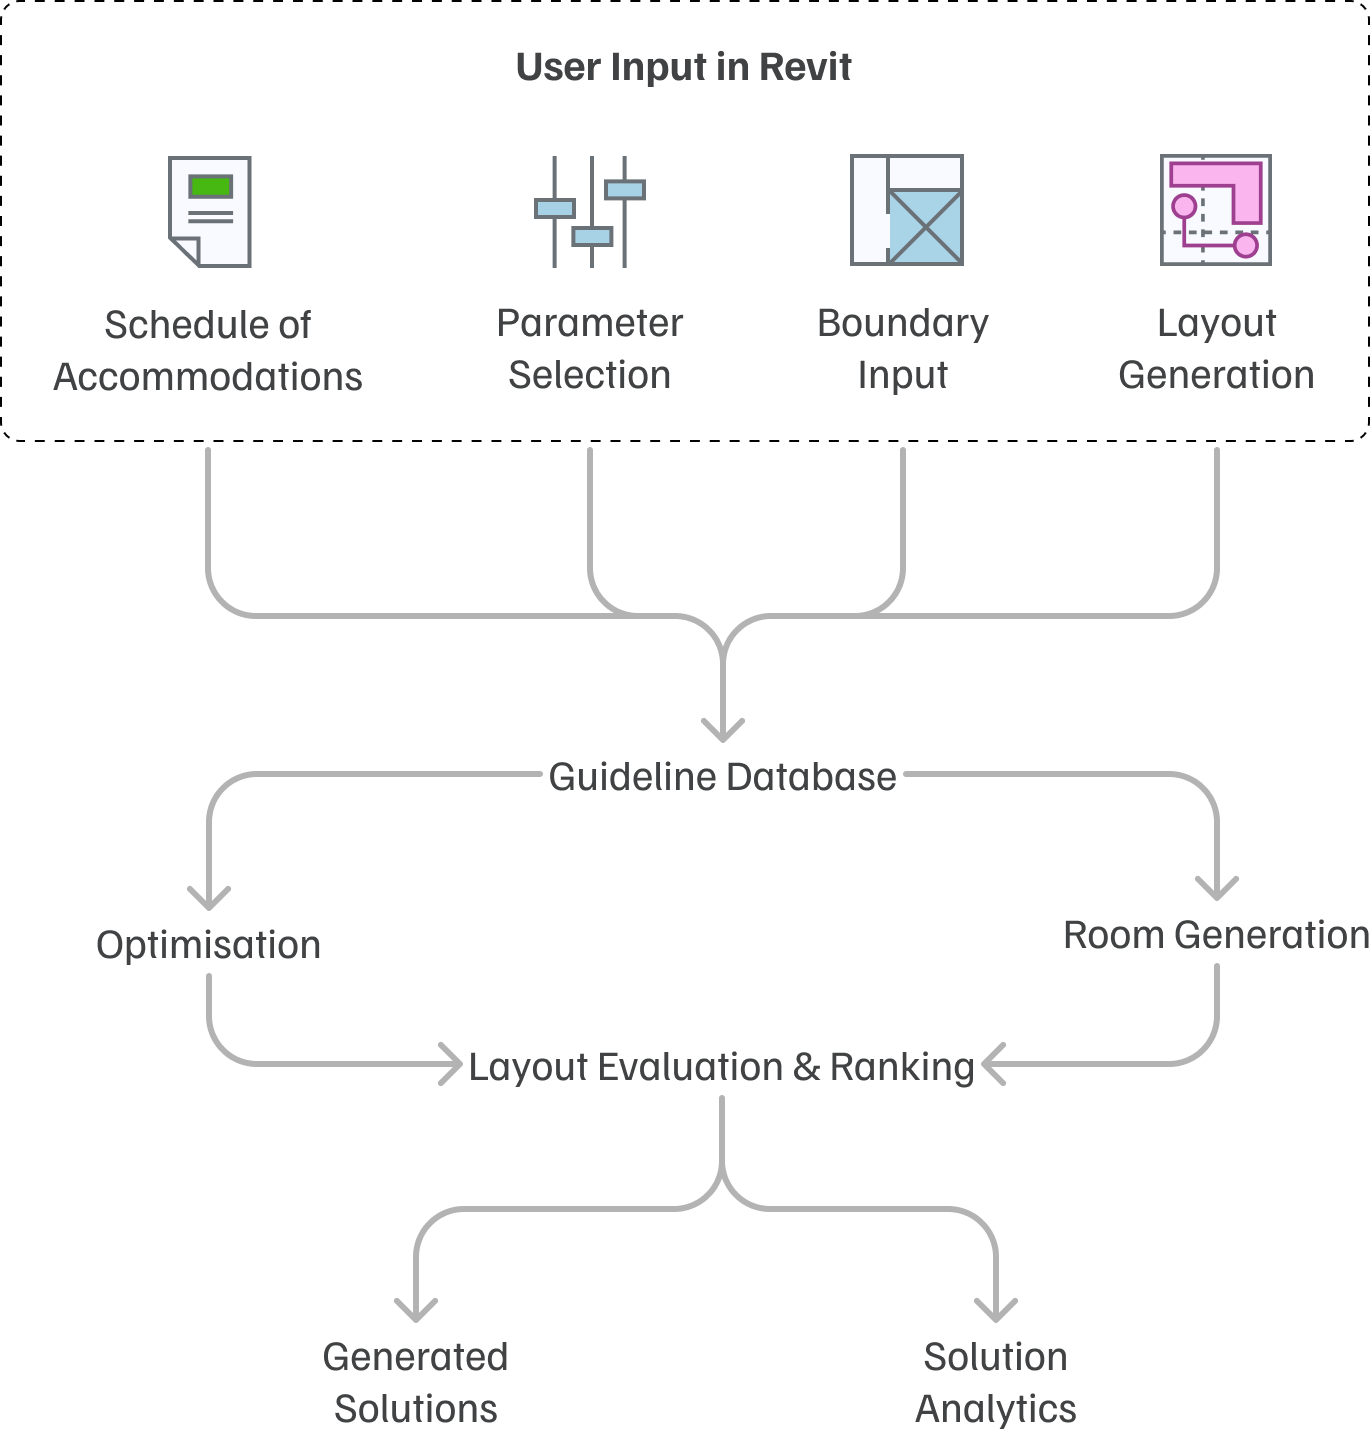 User Input in Revit
Schedule of
Accommodations
Parameter
Selection
Boundary
Input
Layout
Generation
Guideline Database
Optimisation
Room Generation
Layout Evaluation & Ranking
Generated
Solutions
Solution
Analytics